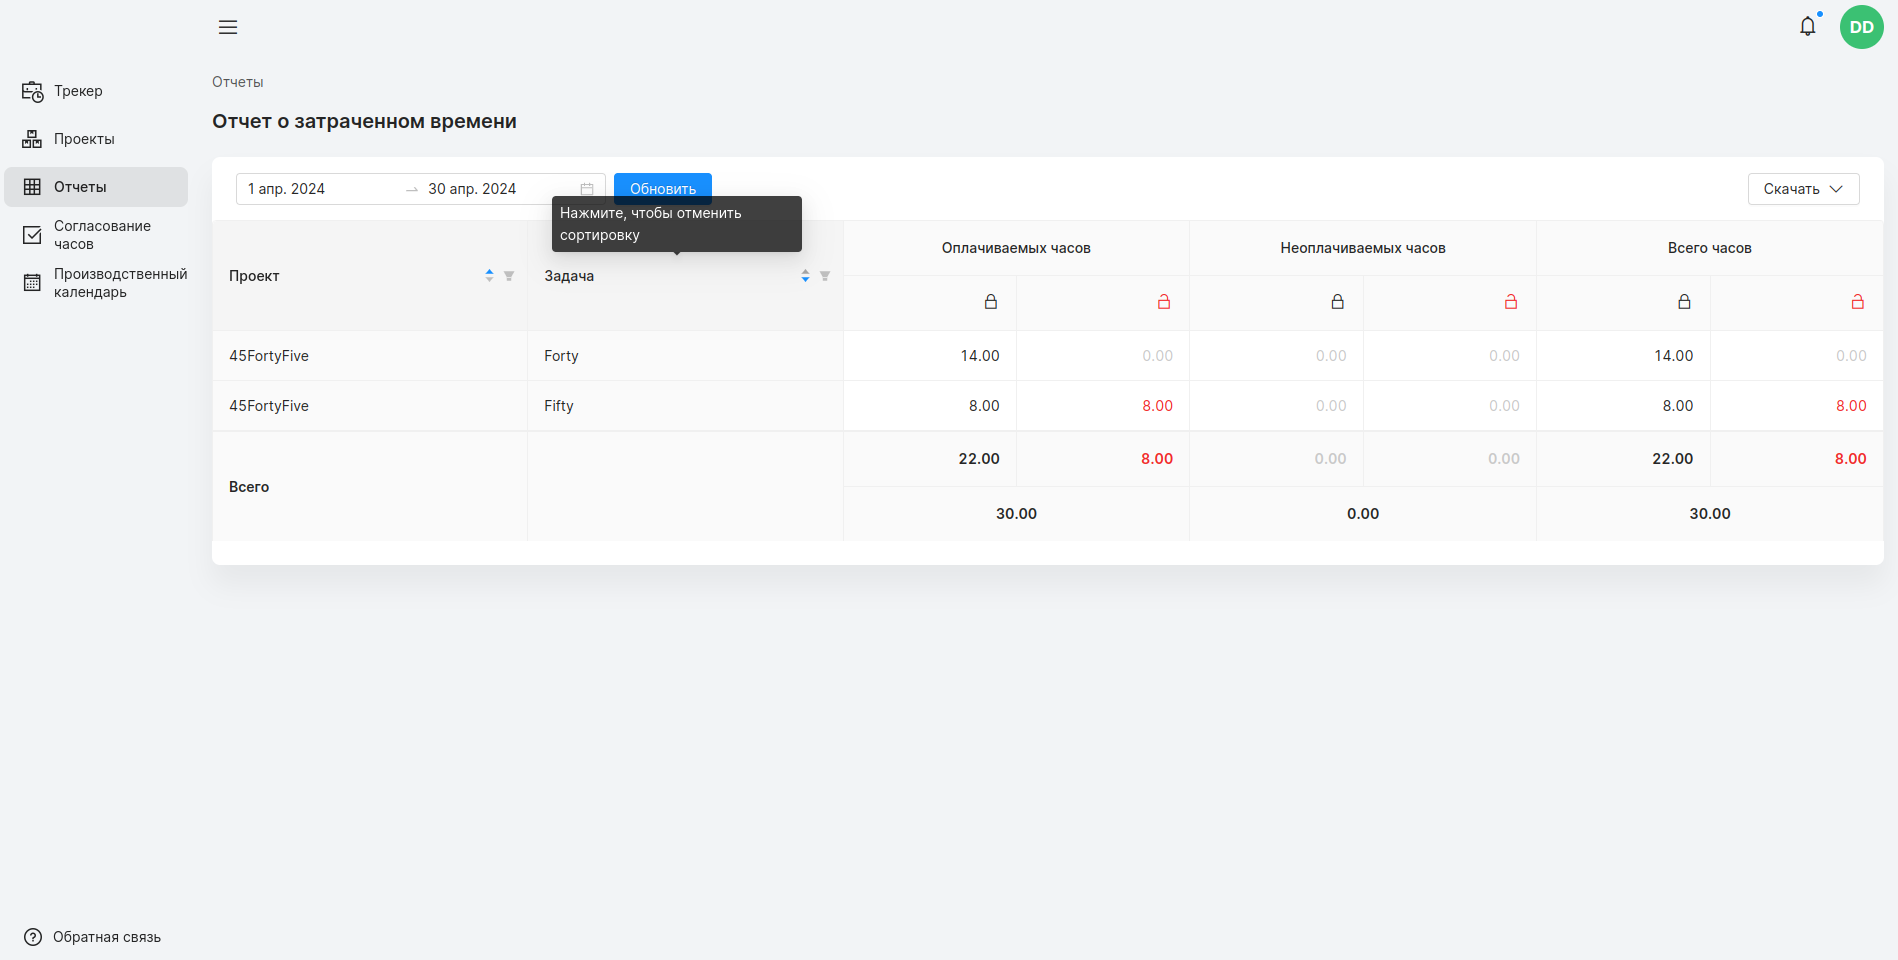 DD
Трекер
Проекты
Отчеты
Согласование
часов
Производственный
календарь
Обратная связь
Отчеты
Отчет о затраченном времени
1 апр. 2024 → 30 апр. 2024 Обновить Скачать
Нажмите, чтобы отменить
сортировку
Проект Задача Оплачиваемых часов Неоплачиваемых часов Всего часов
45FortyFive Forty 14.00 0.00 0.00 0.00 14.00 0.00
45FortyFive Fifty 8.00 8.00 0.00 0.00 8.00 8.00
Всего 22.00 8.00 0.00 0.00 22.00 8.00
30.00 0.00 30.00